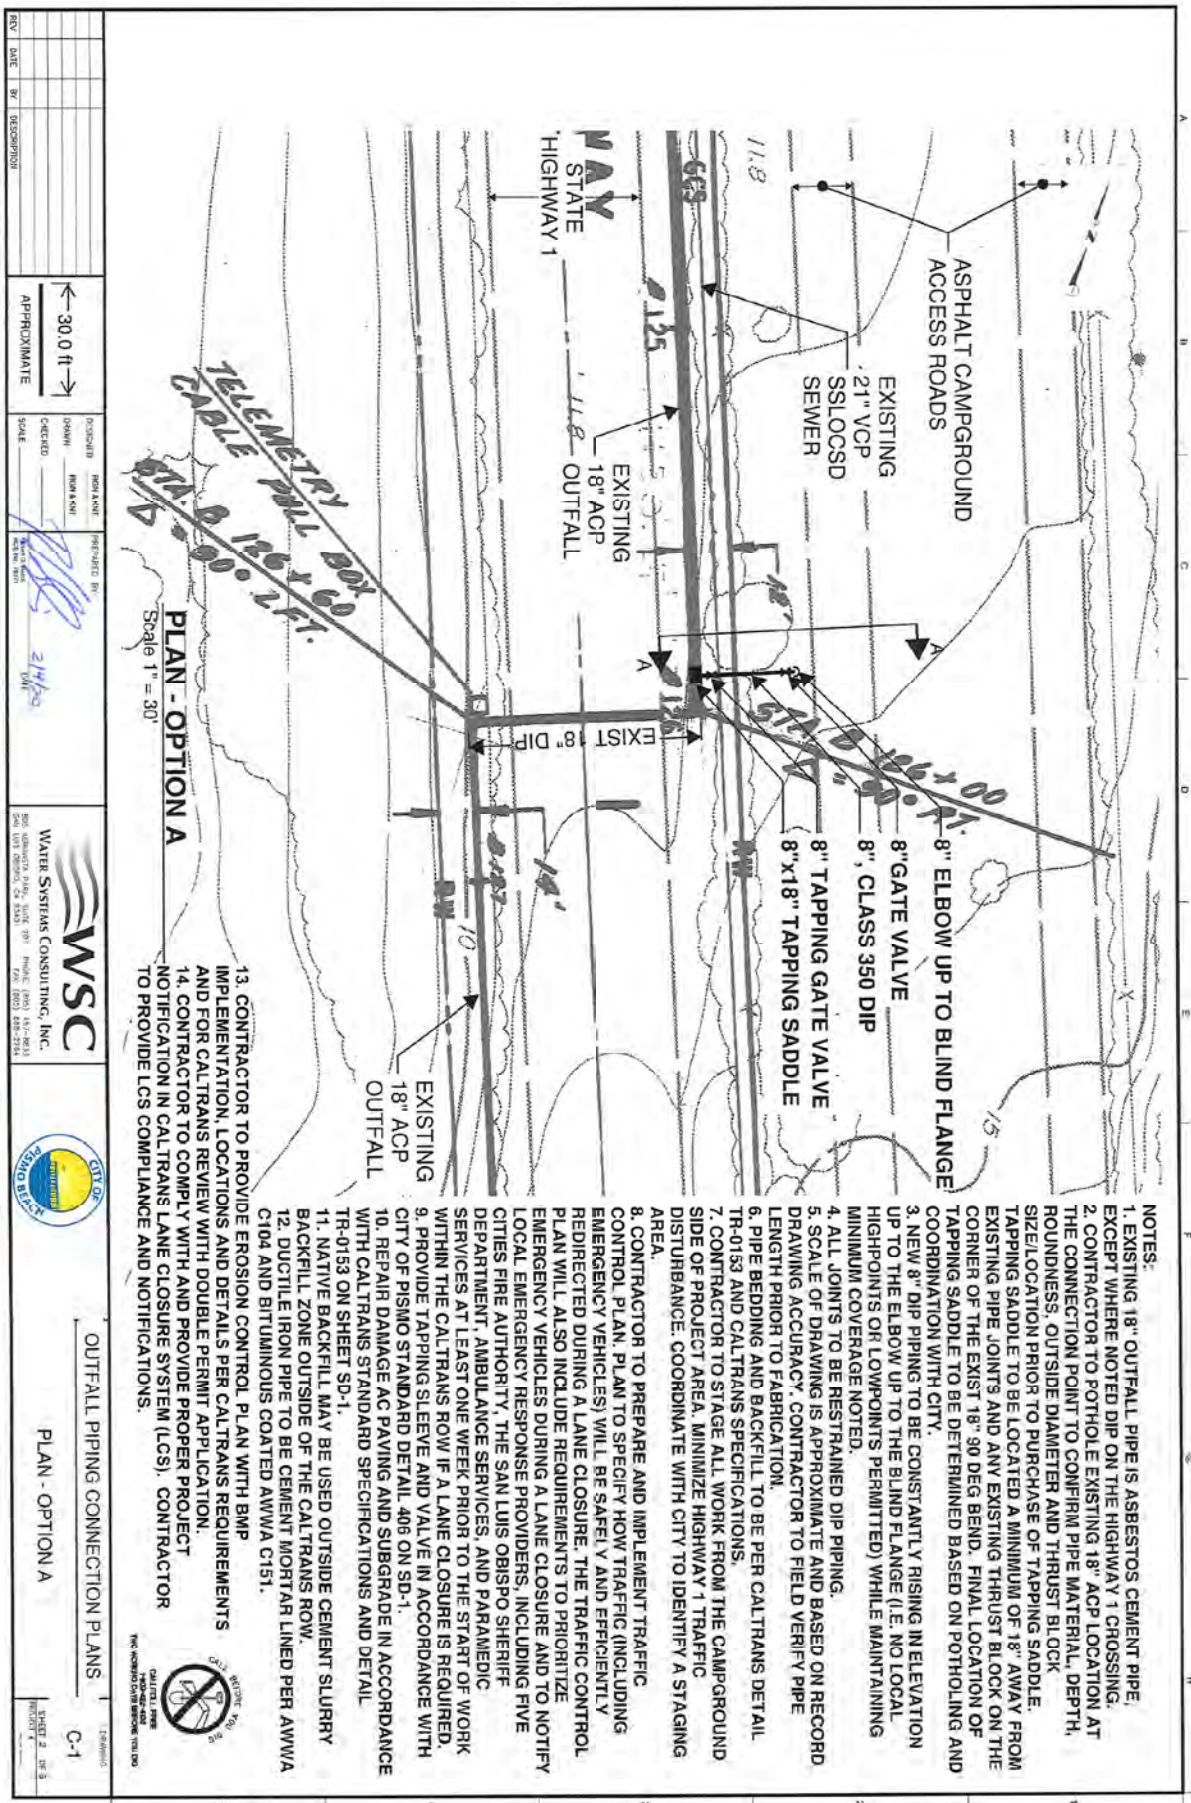 NOTES:
1. EXISTING 18" OUTFALL PIPE IS ASBESTOS CEMENT PIPE,
EXCEPT WHERE NOTED DIP ON THE HIGHWAY 1 CROSSING.
2. CONTRACTOR TO POTHOLE EXISTING 18" ACP LOCATION AT
THE CONNECTION POINT TO CONFIRM PIPE MATERIAL, DEPTH,
ROUNDNESS, OUTSIDE DIAMETER AND THRUST BLOCK
SIZE/LOCATION PRIOR TO PURCHASE OF TAPPING SADDLE.
TAPPING SADDLE TO BE LOCATED A MINIMUM OF 18" AWAY FROM
EXISTING PIPE JOINTS AND ANY EXISTING THRUST BLOCK ON THE
CORNER OF THE EXIST 18" 90 DEG BEND. FINAL LOCATION OF
TAPPING SADDLE TO BE DETERMINED BASED ON POTHOLING AND
COORDINATION WITH CITY.
3. NEW 8" DIP PIPING TO BE CONSTANTLY RISING IN ELEVATION
UP TO THE ELBOW UP TO THE BLIND FLANGE (I.E. NO LOCAL
HIGHPOINTS OR LOWPOINTS PERMITTED) WHILE MAINTAINING
MINIMUM COVERAGE NOTED.
4. ALL JOINTS TO BE RESTRAINED DIP PIPING.
5. SCALE OF DRAWING IS APPROXIMATE AND BASED ON RECORD
DRAWING ACCURACY. CONTRACTOR TO FIELD VERIFY PIPE
LENGTH PRIOR TO FABRICATION.
6. PIPE BEDDING AND BACKFILL TO BE PER CALTRANS DETAIL
TR-0153 AND CALTRANS SPECIFICATIONS.
7. CONTRACTOR TO STAGE ALL WORK FROM THE CAMPGROUND
SIDE OF PROJECT AREA. MINIMIZE HIGHWAY 1 TRAFFIC
DISTURBANCE. COORDINATE WITH CITY TO IDENTIFY A STAGING
AREA.
8. CONTRACTOR TO PREPARE AND IMPLEMENT TRAFFIC
CONTROL PLAN. PLAN TO SPECIFY HOW TRAFFIC (INCLUDING
EMERGENCY VEHICLES) WILL BE SAFELY AND EFFICIENTLY
REDIRECTED DURING A LANE CLOSURE. THE TRAFFIC CONTROL
PLAN WILL ALSO INCLUDE REQUIREMENTS TO PRIORITIZE
EMERGENCY VEHICLES DURING A LANE CLOSURE AND TO NOTIFY
LOCAL EMERGENCY RESPONSE PROVIDERS, INCLUDING FIVE
CITIES FIRE AUTHORITY, THE SAN LUIS OBISPO SHERIFF
DEPARTMENT, AMBULANCE SERVICES, AND PARAMEDIC
SERVICES AT LEAST ONE WEEK PRIOR TO THE START OF WORK
WITHIN THE CALTRANS ROW IF A LANE CLOSURE IS REQUIRED.
9. PROVIDE TAPPING SLEEVE AND VALVE IN ACCORDANCE WITH
CITY OF PISMO STANDARD DETAIL 406 ON SD-1.
10. REPAIR DAMAGE AC PAVING AND SUBGRADE IN ACCORDANCE
WITH CALTRANS STANDARD SPECIFICATIONS AND DETAIL
TR-0153 ON SHEET SD-1.
11. NATIVE BACKFILL MAY BE USED OUTSIDE CEMENT SLURRY
BACKFILL ZONE OUTSIDE OF THE CALTRANS ROW.
12. DUCTILE IRON PIPE TO BE CEMENT MORTAR LINED PER AWWA
C104 AND BITUMINOUS COATED AWWA C151.
13. CONTRACTOR TO PROVIDE EROSION CONTROL PLAN WITH BMP
IMPLEMENTATION, LOCATIONS AND DETAILS PER CALTRANS REQUIREMENTS
AND FOR CALTRANS REVIEW WITH DOUBLE PERMIT APPLICATION.
14. CONTRACTOR TO COMPLY WITH AND PROVIDE PROPER PROJECT
NOTIFICATION IN CALTRANS LANE CLOSURE SYSTEM (LCS). CONTRACTOR
TO PROVIDE LCS COMPLIANCE AND NOTIFICATIONS.
ASPHALT CAMPGROUND
ACCESS ROADS
N
EXISTING
21" VCP
SSLOCSD
SEWER
11.8
STATE
HIGHWAY 1
WAY
125
11.8
EXISTING
18" ACP
OUTFALL
TELEMETRY
CABLE PULL BOX
A
A
126
EXIST 18" DIP
8" ELBOW UP TO BLIND FLANGE
8" GATE VALVE
8", CLASS 350 DIP
8" TAPPING GATE VALVE
8"x18" TAPPING SADDLE
15
127
RW
RW
10
EXISTING
18" ACP
OUTFALL
PLAN - OPTION A
Scale 1" = 30'
REV DATE BY DESCRIPTION
30.0 ft
APPROXIMATE
DESIGNED
DRAWN
CHECKED
SCALE
PREPARED BY:
2/4/20
DATE
WSC
WATER SYSTEMS CONSULTING, INC.
CITY OF
PISMO BEACH
OUTFALL PIPING CONNECTION PLANS
PLAN - OPTION A
DRAWING
C-1
CALL BEFORE YOU DIG